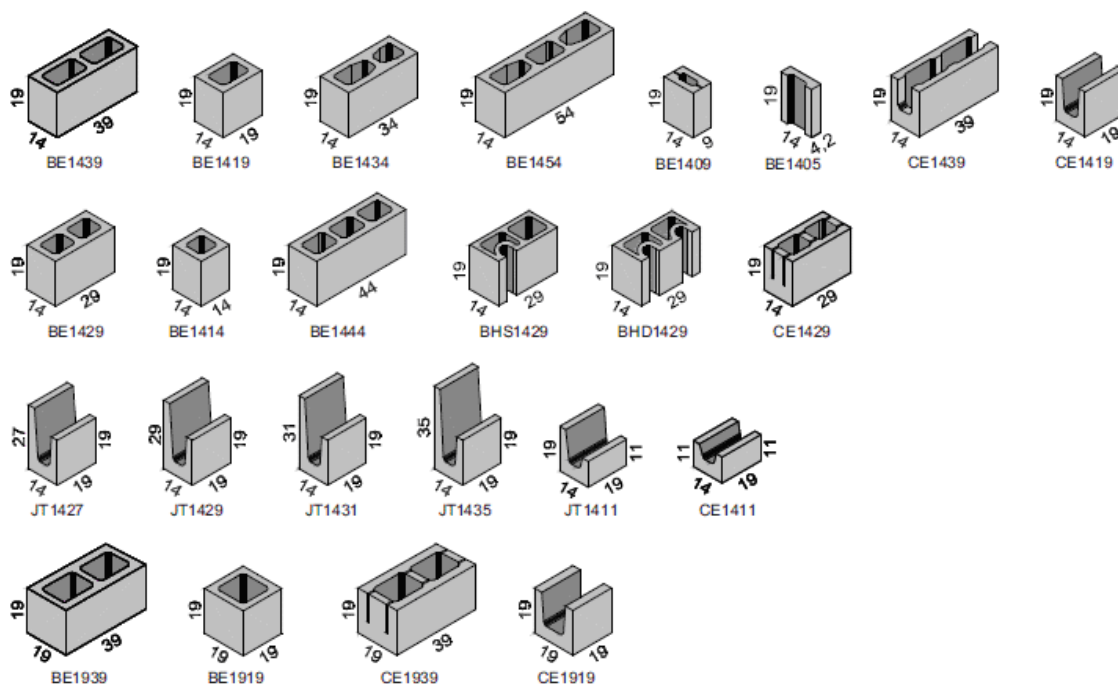 19 14 39 19 14 19 19 14 34 19 14 54 19 14 9 19 14 4,2 19 14 39 19 14 19
BE1439 BE1419 BE1434 BE1454 BE1409 BE1405 CE1439 CE1419
19 14 29 19 14 14 19 14 44 19 14 29 19 14 29 19 14 29
BE1429 BE1414 BE1444 BHS1429 BHD1429 CE1429
27 14 19 19 29 14 19 19 31 14 19 19 35 14 19 19 19 14 19 11 11 14 19 11
JT1427 JT1429 JT1431 JT1435 JT1411 CE1411
19 19 39 19 19 19 19 19 39 19 19 19
BE1939 BE1919 CE1939 CE1919